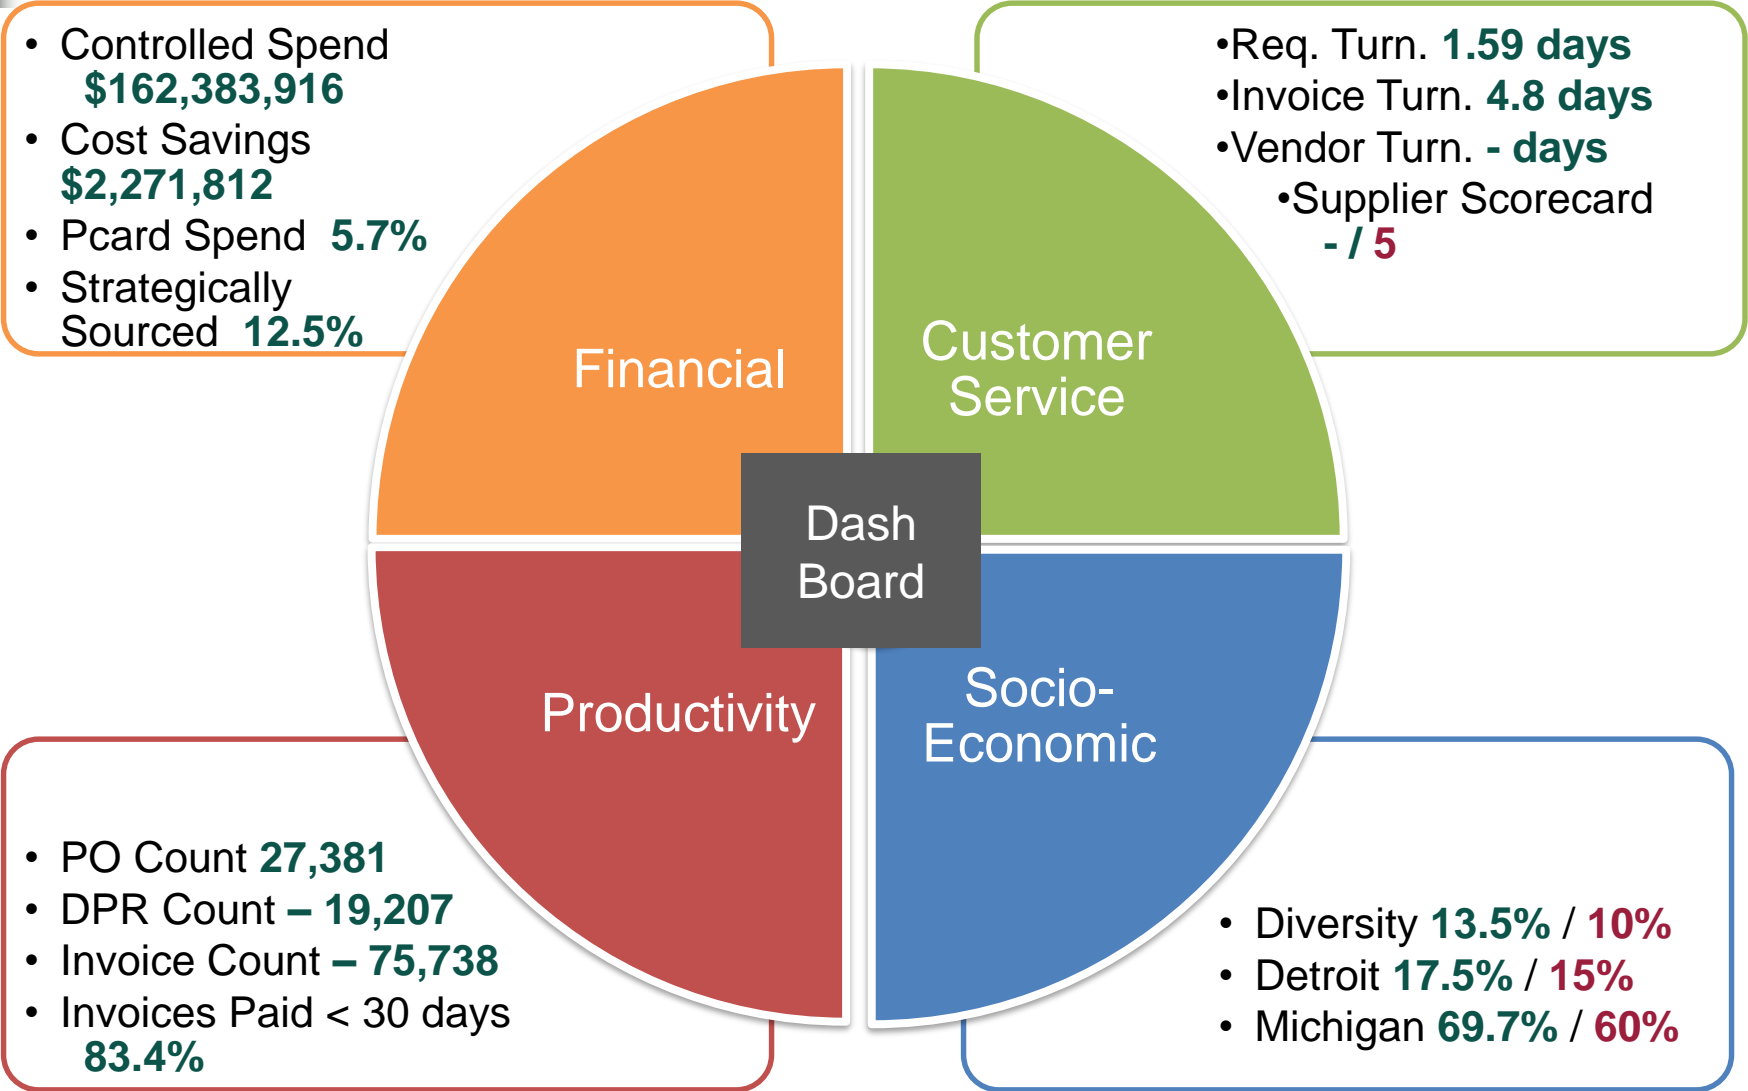 • Controlled Spend
$162,383,916
• Cost Savings
$2,271,812
• Pcard Spend 5.7%
• Strategically
Sourced 12.5%
•Req. Turn. 1.59 days
•Invoice Turn. 4.8 days
•Vendor Turn. - days
•Supplier Scorecard
- / 5
Financial
Customer
Service
Dash
Board
Productivity
Socio-
Economic
• PO Count 27,381
• DPR Count – 19,207
• Invoice Count – 75,738
• Invoices Paid < 30 days
83.4%
• Diversity 13.5% / 10%
• Detroit 17.5% / 15%
• Michigan 69.7% / 60%